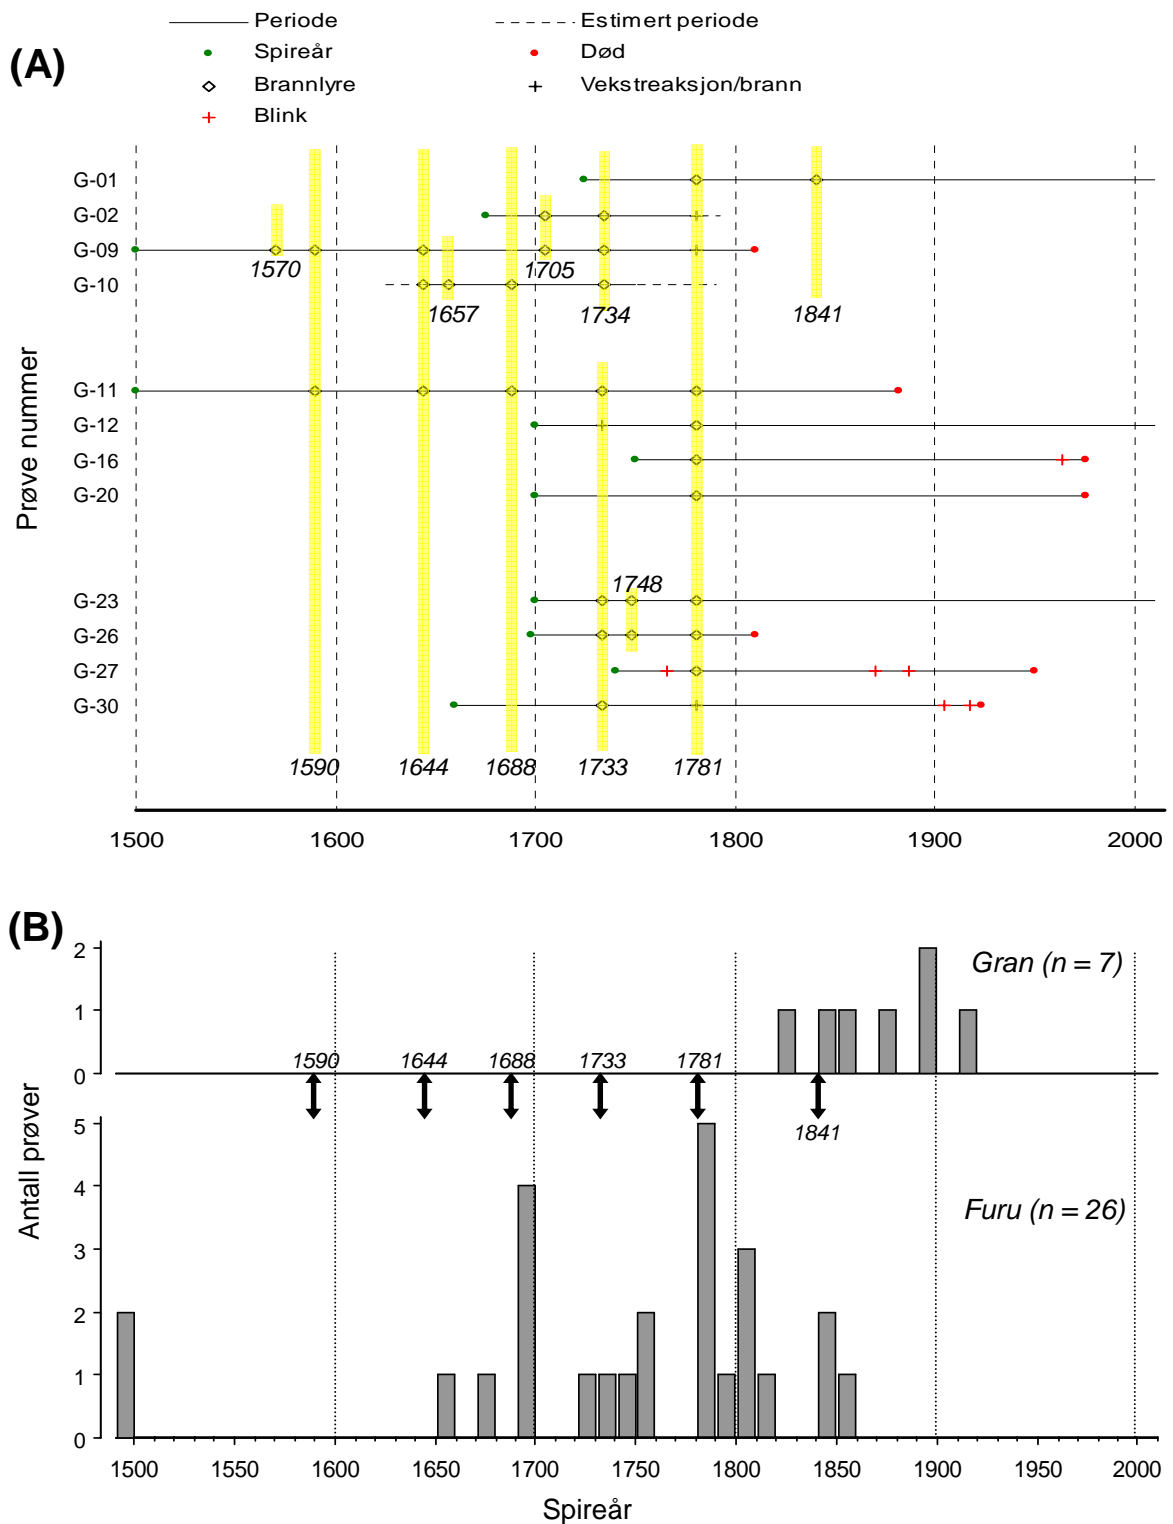 (A)
Periode
Estimert periode
Spireår
Død
Brannlyre
Vekstreaksjon/brann
Blink
G-01
G-02
G-09
1570
1705
G-10
1657
1734
1841
Prøve nummer
G-11
G-12
G-16
G-20
1748
G-23
G-26
G-27
G-30
1590 1644 1688 1733 1781
1500 1600 1700 1800 1900 2000
(B)
2
Gran (n = 7)
1
1590 1644 1688 1733 1781
0
1841
Antall prøver
5
4
Furu (n = 26)
3
2
1
0
1500 1550 1600 1650 1700 1750 1800 1850 1900 1950 2000
Spireår